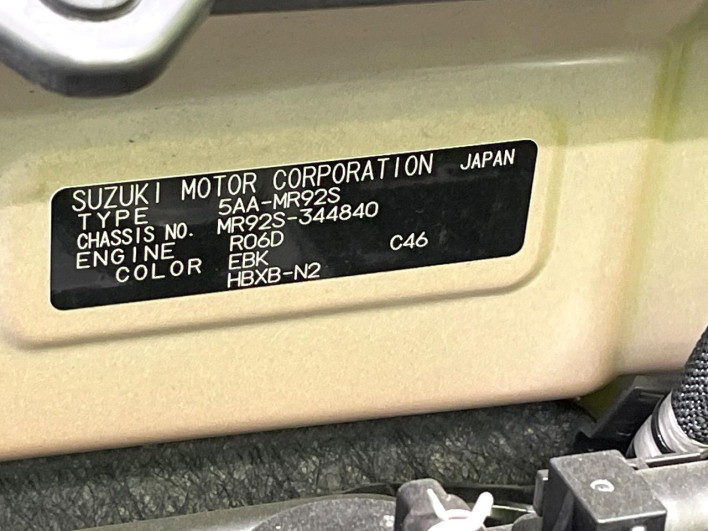 SUZUKI MOTOR CORPORATION JAPAN
TYPE 5AA-MR92S
CHASSIS NO. MR92S-344840
ENGINE R06D C46
COLOR EBK
HBXB-N2